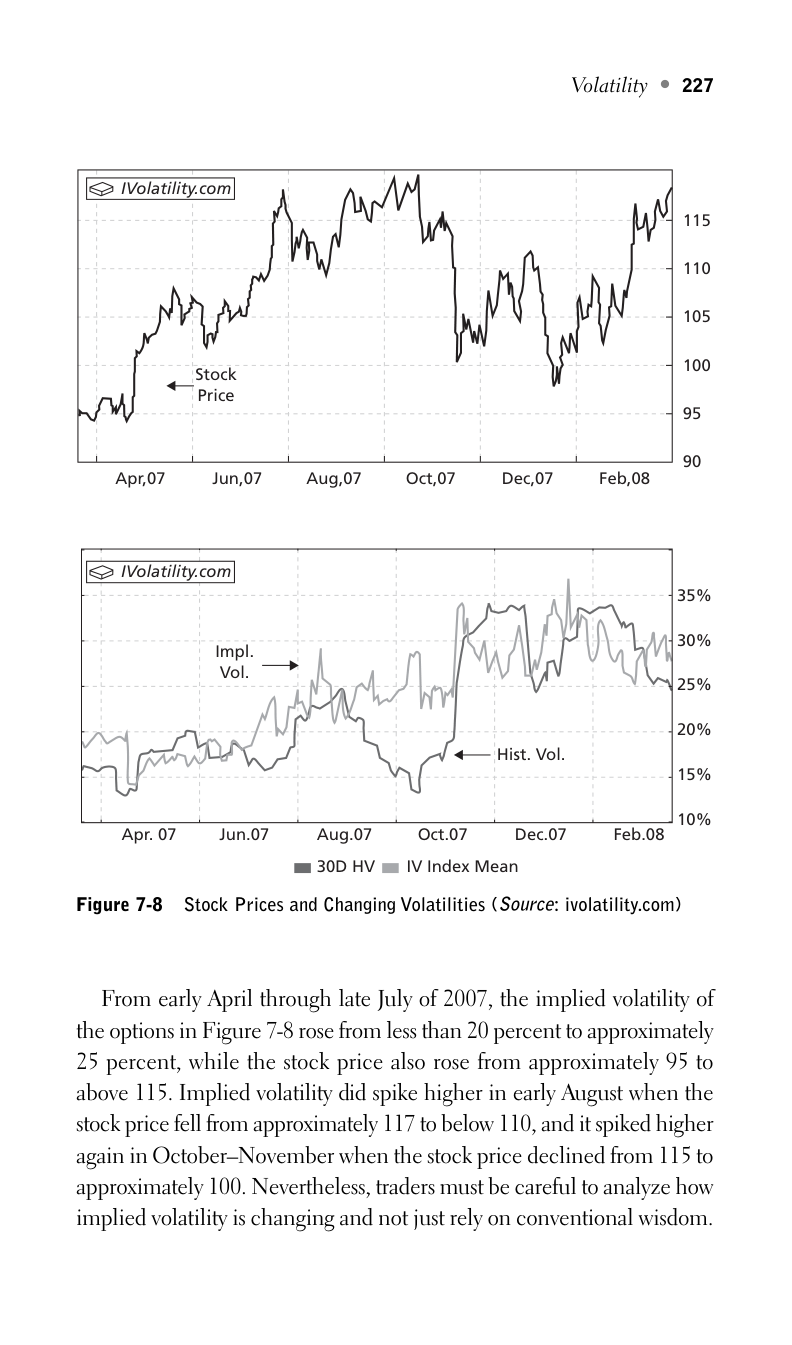 Volatility • 227
IVolatility.com
115
110
105
100
95
90
Stock
Price
Apr,07 Jun,07 Aug,07 Oct,07 Dec,07 Feb,08
IVolatility.com
35%
30%
25%
20%
15%
10%
Impl.
Vol.
Hist. Vol.
Apr. 07 Jun.07 Aug.07 Oct.07 Dec.07 Feb.08
30D HV IV Index Mean
Figure 7-8 Stock Prices and Changing Volatilities (Source: ivolatility.com)
From early April through late July of 2007, the implied volatility of
the options in Figure 7-8 rose from less than 20 percent to approximately
25 percent, while the stock price also rose from approximately 95 to
above 115. Implied volatility did spike higher in early August when the
stock price fell from approximately 117 to below 110, and it spiked higher
again in October–November when the stock price declined from 115 to
approximately 100. Nevertheless, traders must be careful to analyze how
implied volatility is changing and not just rely on conventional wisdom.